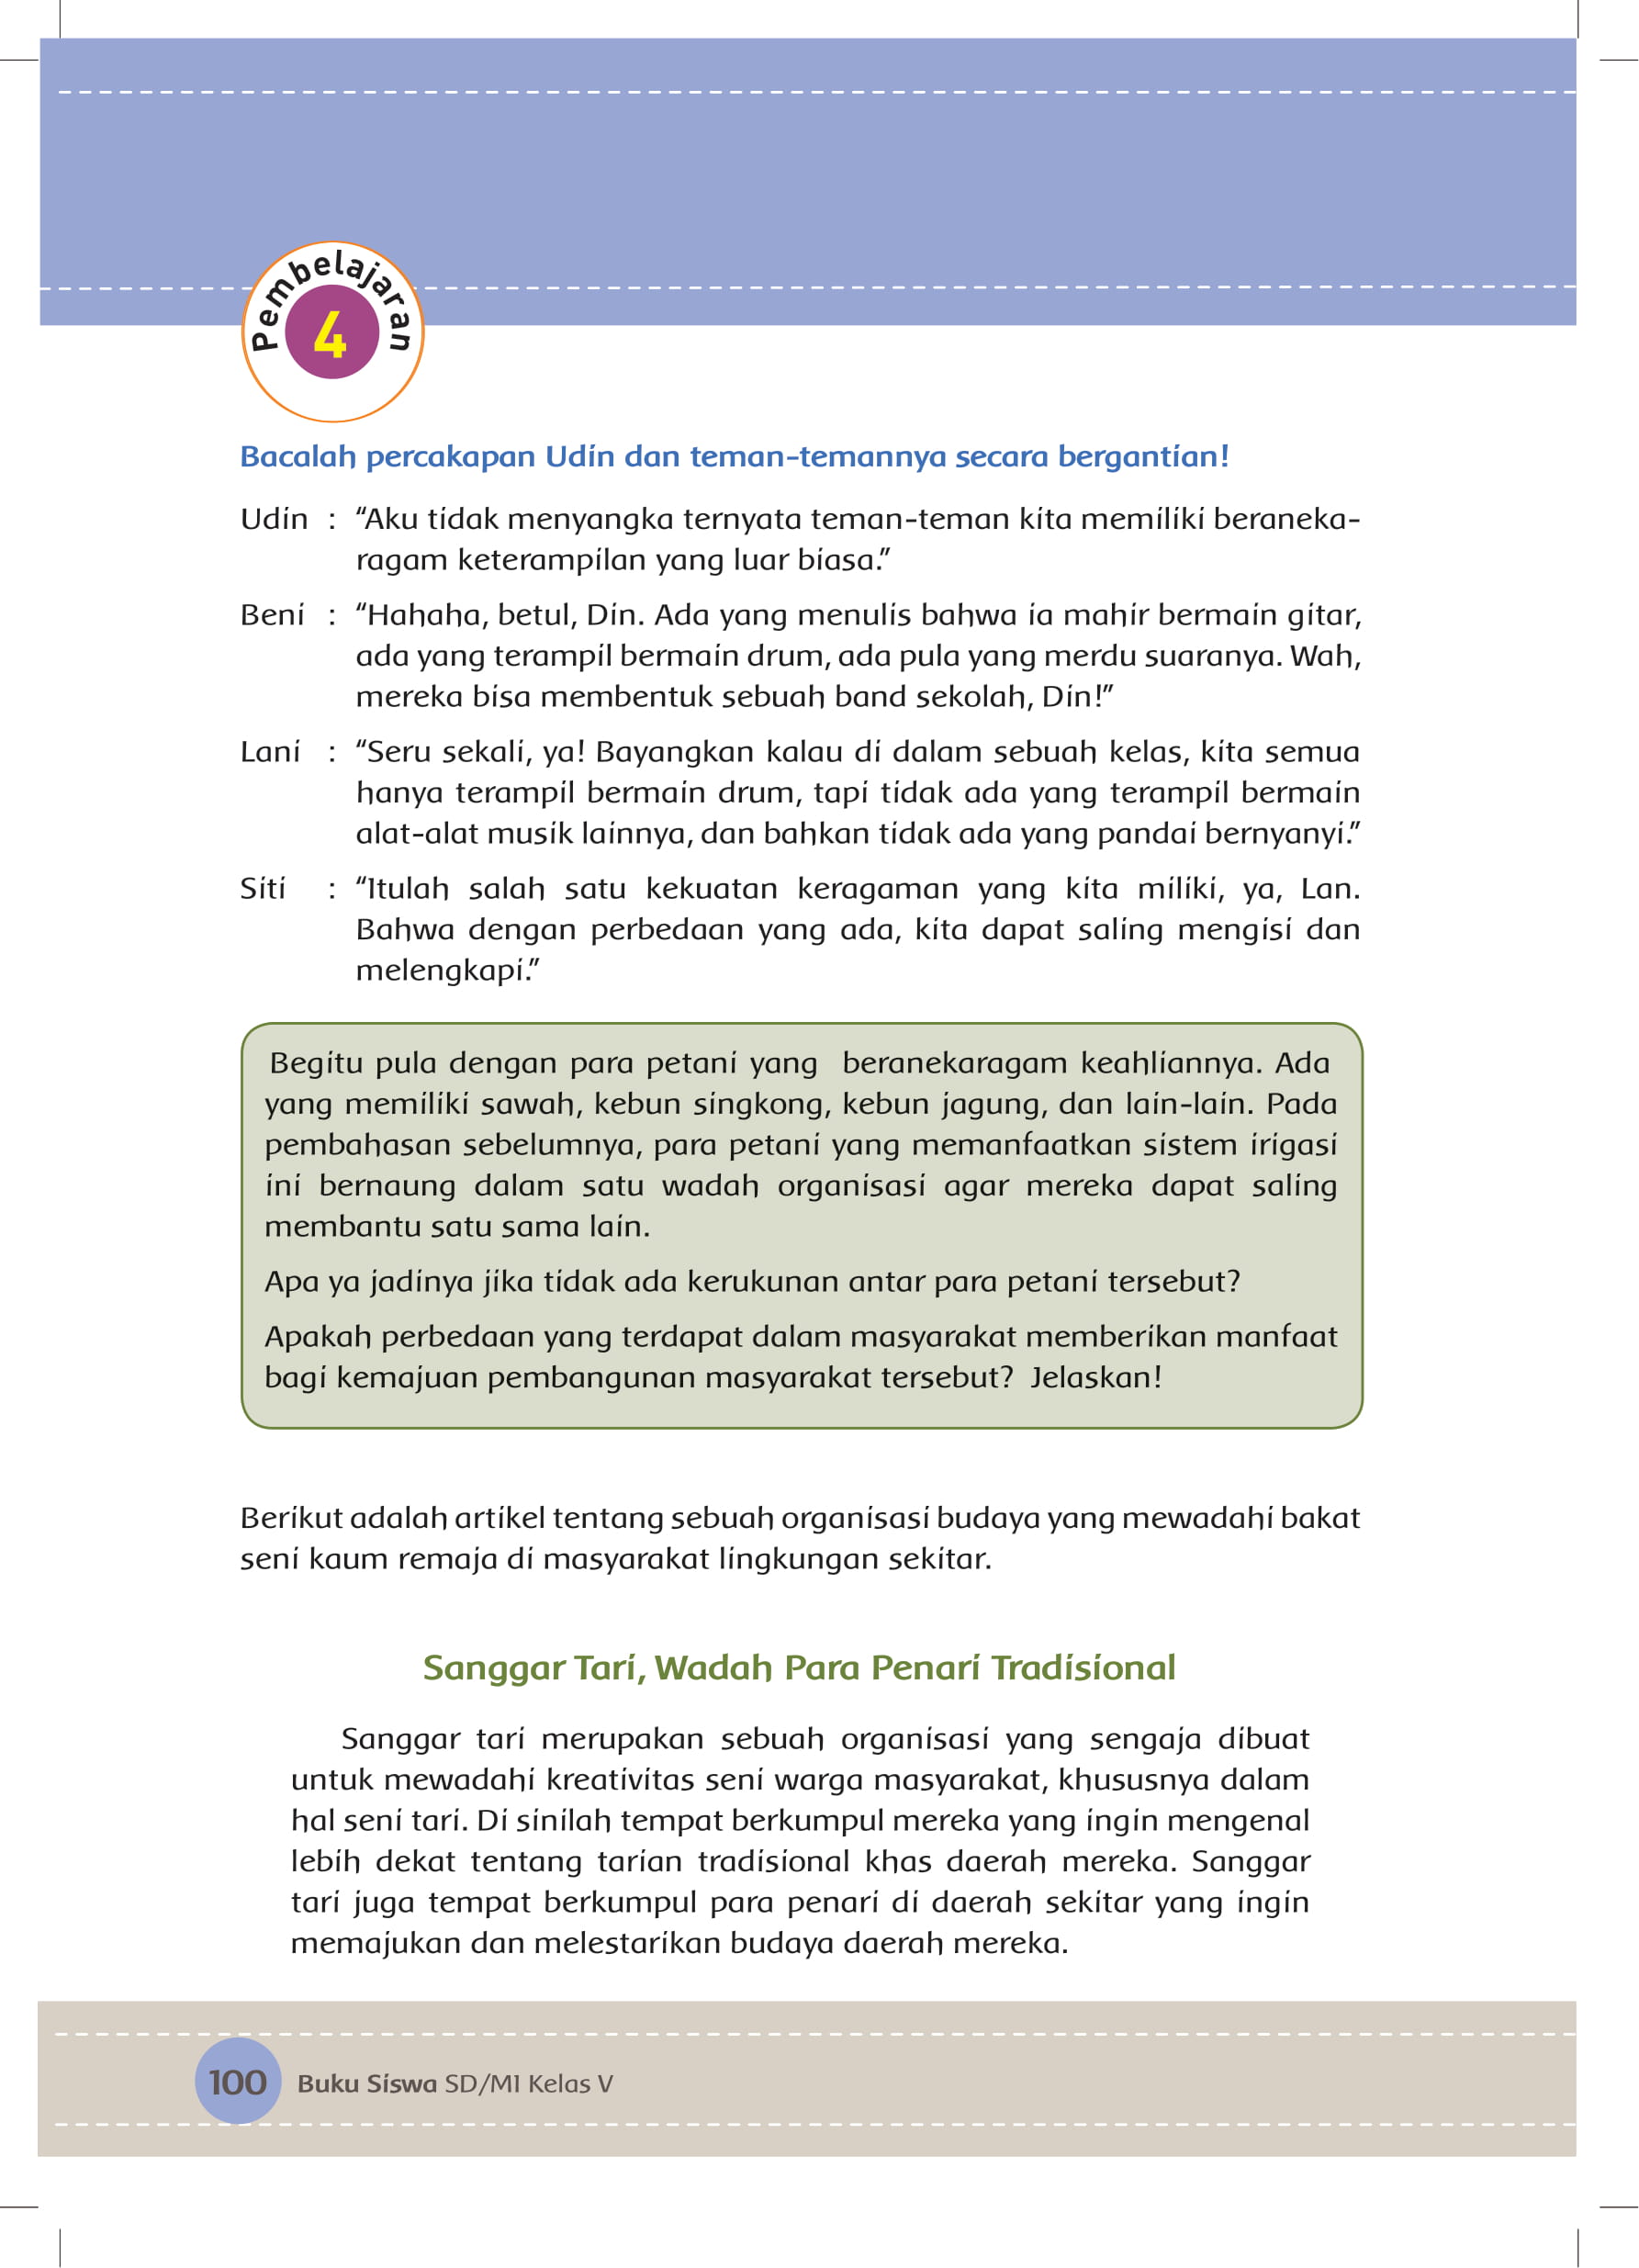 Pembelajaran
4
Bacalah percakapan Udin dan teman-temannya secara bergantian!
Udin : “Aku tidak menyangka ternyata teman-teman kita memiliki beraneka-
ragam keterampilan yang luar biasa.”
Beni : “Hahaha, betul, Din. Ada yang menulis bahwa ia mahir bermain gitar,
ada yang terampil bermain drum, ada pula yang merdu suaranya. Wah,
mereka bisa membentuk sebuah band sekolah, Din!”
Lani : “Seru sekali, ya! Bayangkan kalau di dalam sebuah kelas, kita semua
hanya terampil bermain drum, tapi tidak ada yang terampil bermain
alat-alat musik lainnya, dan bahkan tidak ada yang pandai bernyanyi.”
Siti : “Itulah salah satu kekuatan keragaman yang kita miliki, ya, Lan.
Bahwa dengan perbedaan yang ada, kita dapat saling mengisi dan
melengkapi.”
Begitu pula dengan para petani yang beranekaragam keahliannya. Ada
yang memiliki sawah, kebun singkong, kebun jagung, dan lain-lain. Pada
pembahasan sebelumnya, para petani yang memanfaatkan sistem irigasi
ini bernaung dalam satu wadah organisasi agar mereka dapat saling
membantu satu sama lain.
Apa ya jadinya jika tidak ada kerukunan antar para petani tersebut?
Apakah perbedaan yang terdapat dalam masyarakat memberikan manfaat
bagi kemajuan pembangunan masyarakat tersebut? Jelaskan!
Berikut adalah artikel tentang sebuah organisasi budaya yang mewadahi bakat
seni kaum remaja di masyarakat lingkungan sekitar.
Sanggar Tari, Wadah Para Penari Tradisional
Sanggar tari merupakan sebuah organisasi yang sengaja dibuat
untuk mewadahi kreativitas seni warga masyarakat, khususnya dalam
hal seni tari. Di sinilah tempat berkumpul mereka yang ingin mengenal
lebih dekat tentang tarian tradisional khas daerah mereka. Sanggar
tari juga tempat berkumpul para penari di daerah sekitar yang ingin
memajukan dan melestarikan budaya daerah mereka.
100 Buku Siswa SD/MI Kelas V